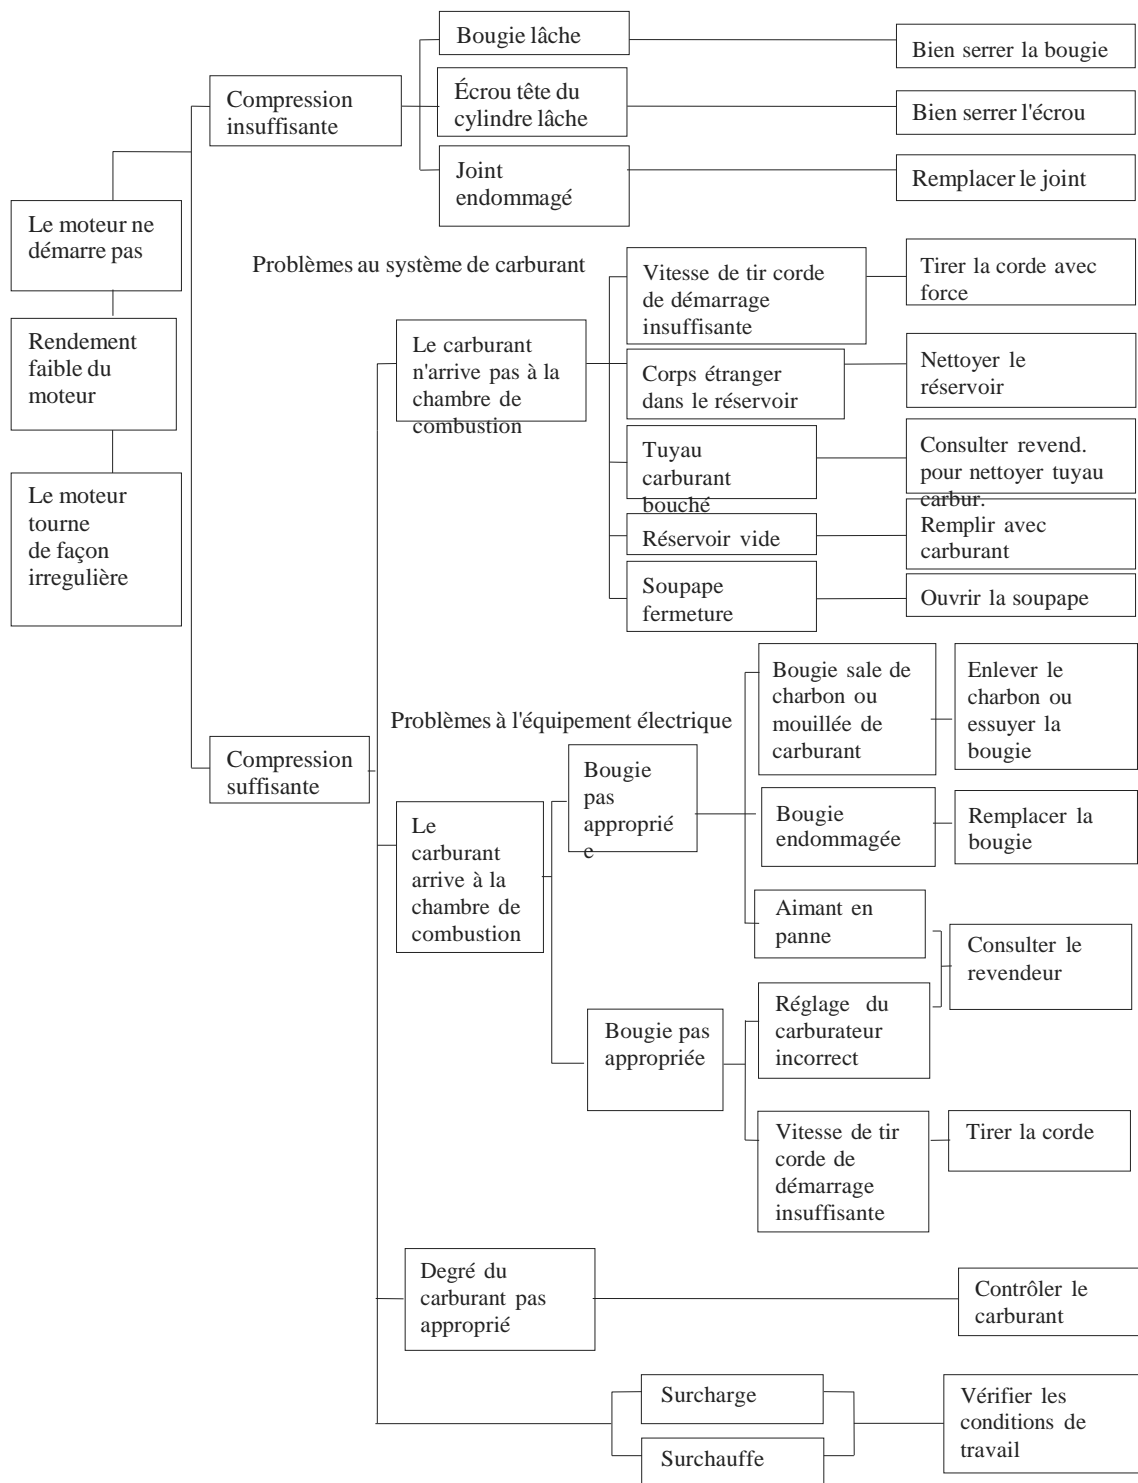 Bougie lâche
Bien serrer la bougie
Compression
insuffisante
Écrou tête du
cylindre lâche
Bien serrer l'écrou
Joint
endommagé
Remplacer le joint
Le moteur ne
démarre pas
Rendement
faible du
moteur
Le moteur
tourne
de façon
irregulière
Problèmes au système de carburant
Le carburant
n'arrive pas à la
chambre de
combustion
Vitesse de tir corde
de démarrage
insuffisante
Tirer la corde avec
force
Corps étranger
dans le réservoir
Nettoyer le
réservoir
Tuyau
carburant
bouché
Consulter revend.
pour nettoyer tuyau
carbur.
Réservoir vide
Remplir avec
carburant
Soupape
fermeture
Ouvrir la soupape
Compression
suffisante
Problèmes à l'équipement électrique
Le
carburant
arrive à la
chambre de
combustion
Bougie
pas
approprié
e
Bougie sale de
charbon ou
mouillée de
carburant
Enlever le
charbon ou
essuyer la
bougie
Bougie
endommagée
Remplacer la
bougie
Aimant en
panne
Consulter le
revendeur
Bougie pas
appropriée
Réglage du
carburateur
incorrect
Vitesse de tir
corde de
démarrage
insuffisante
Tirer la corde
Degré du
carburant pas
approprié
Contrôler le
carburant
Surcharge
Surchauffe
Vérifier les
conditions de
travail